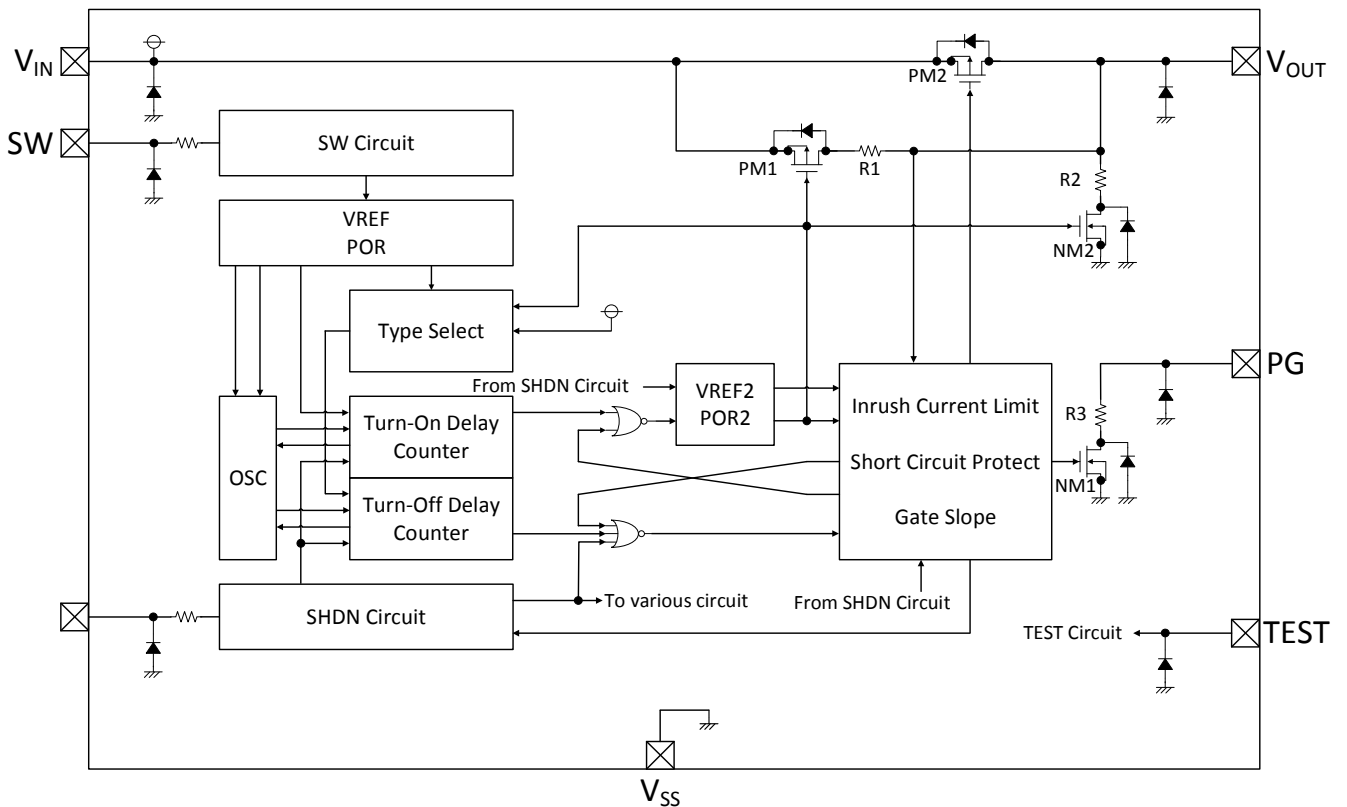 VIN
PM2
VOUT
SW
SW Circuit
PM1
R1
R2
VREF
POR
NM2
Type Select
From SHDN Circuit
VREF2
POR2
PG
Inrush Current Limit
R3
Turn-On Delay
Counter
OSC
Short Circuit Protect
NM1
Turn-Off Delay
Counter
Gate Slope
SHDN Circuit
To various circuit
From SHDN Circuit
TEST Circuit
TEST
VSS